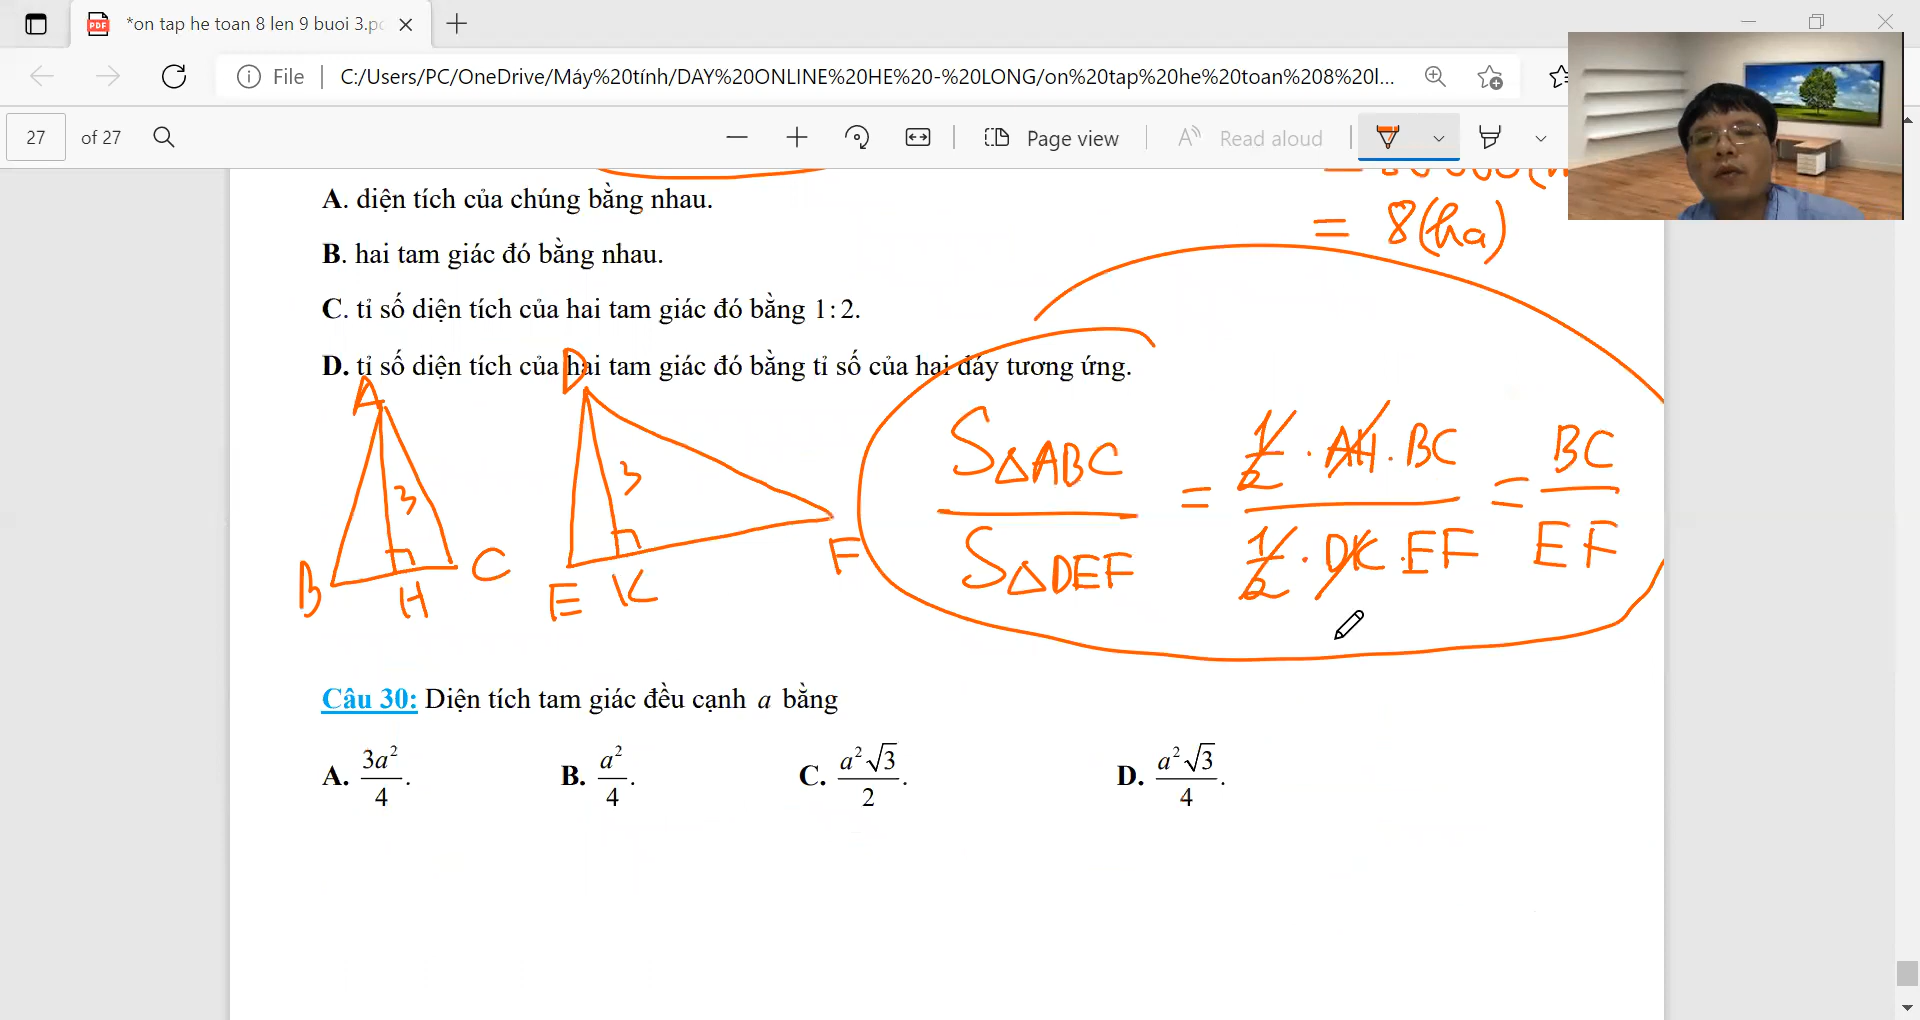 *on tap he toan 8 len 9 buoi 3.p
File | C:/Users/PC/OneDrive/Máy%20tính/DAY%20ONLINE%20HE%20-%20LONG/on%20tap%20he%20toan%208%20l...
27 of 27 Page view Read aloud
= 8(ha)
A. diện tích của chúng bằng nhau.
B. hai tam giác đó bằng nhau.
C. tỉ số diện tích của hai tam giác đó bằng 1:2.
D. tỉ số diện tích của hai tam giác đó bằng tỉ số của hai đáy tương ứng.
A 3 B H C
D 3 E K F
S△ABC / S△DEF = 1/2 . AH . BC / 1/2 . DK . EF = BC / EF
Câu 30: Diện tích tam giác đều cạnh a bằng
A. 3a²/4. B. a²/4. C. a²√3/2. D. a²√3/4.